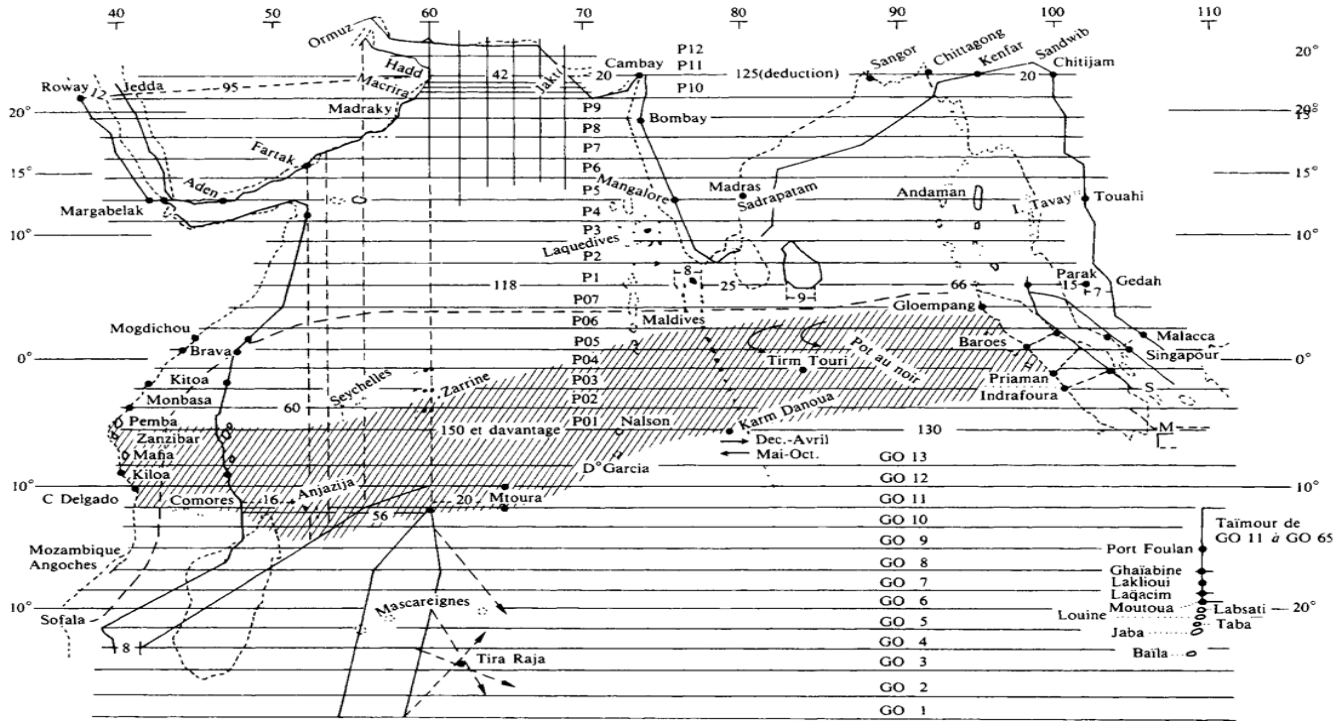 40 50 60 70 80 90 100 110
Ormuz
Hadd
Macrira
Madraky
42
Jakt
20
Cambay
P12
P11
P10
125(deduction)
Sangor
Chittagong
Kenfar
Sandwib
20
Chitijam
20°
Roway
12
Jedda
95
20°
P9
Bombay
P8
P7
P6
15°
Fartak
15°
Aden
Margabelak
P5
Mangalore
Madras
Sadrapatam
Andaman
I. Tavay
Touahi
P4
10°
P3
Laquedives
10°
P2
P1
118
8
25
9
66
Parak
15
7
Gedah
P07
Gloempang
Mogdichou
P06
Maldives
Malacca
Brava
P05
Baroes
Singapour
0°
P04
Tirm Touri
Pot au noir
0°
Kitoa
Seychelles
Zarrine
P03
Priaman
Indrafoura
S
Monbasa
60
P02
Pemba
P01
Nalson
Karm Danoua
Zanzibar
150 et davantage
130
M
Mafia
Dec.-Avril
Mai-Oct.
Kiloa
D°Garcia
GO 13
GO 12
10°
C Delgado
Comores
16
Anjazija
20
Mtoura
GO 11
10°
56
GO 10
Taïmour de
GO 11 à GO 65
GO 9
Port Foulan
Mozambique
Angoches
GO 8
Ghaïabine
GO 7
Laklioui
Laqacim
10°
Mascareignes
GO 6
Moutoua
Labsati
20°
Sofala
GO 5
Louine
Taba
Jaba
8
GO 4
Baïla
Tira Raja
GO 3
GO 2
GO 1